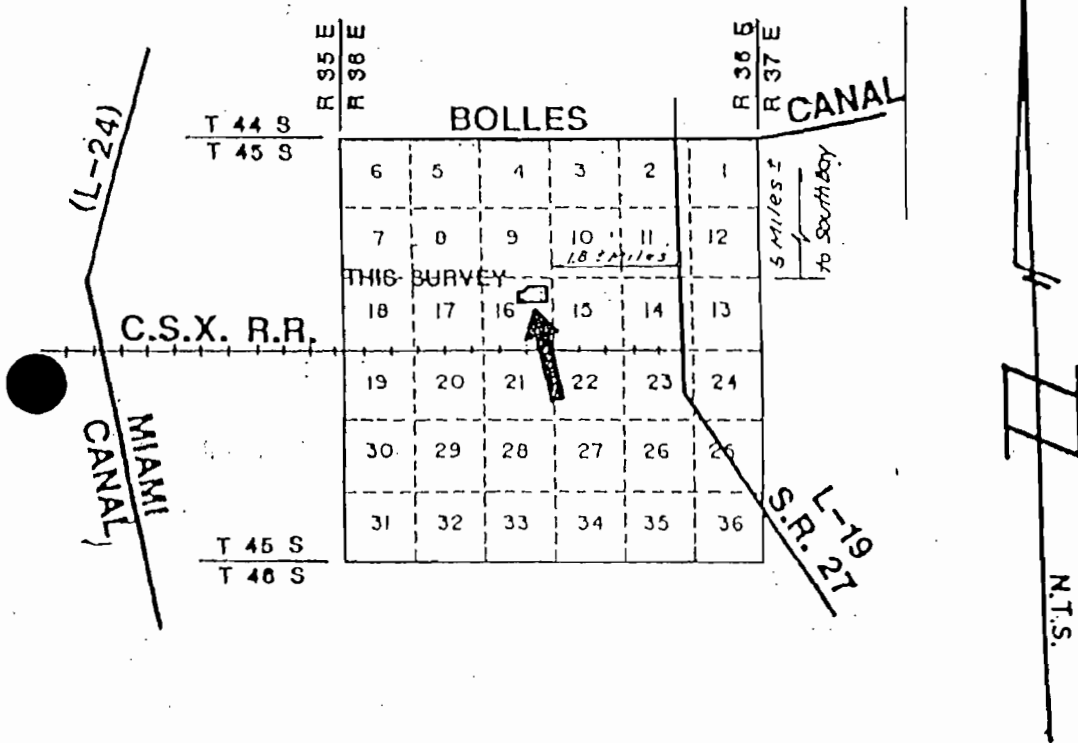 R 35 E
R 36 E
R 36 E
R 37 E
T 44 S
T 45 S
BOLLES
CANAL
(L-24)
6 5 4 3 2 1
7 8 9 10 11 12
1.8 ± Miles
5 Miles ±
to South Bay
THIS SURVEY
18 17 16 15 14 13
C.S.X. R.R.
19 20 21 22 23 24
MIAMI
CANAL
30 29 28 27 26 25
31 32 33 34 35 36
L-19
S.R. 27
T 45 S
T 46 S
N.T.S.